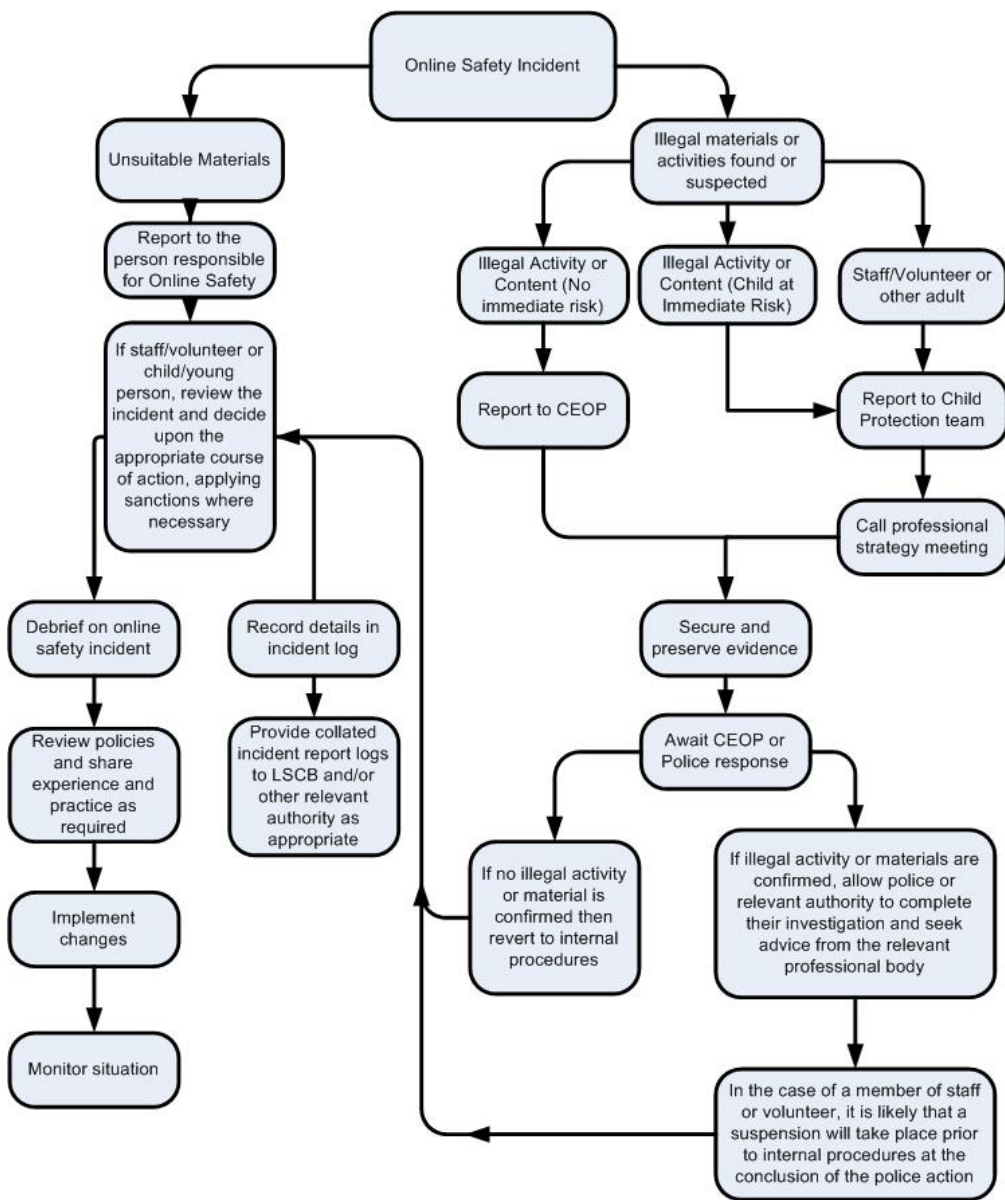 Online Safety Incident
Unsuitable Materials
Report to the
person responsible
for Online Safety
If staff/volunteer or
child/young
person, review the
incident and decide
upon the
appropriate course
of action, applying
sanctions where
necessary
Debrief on online
safety incident
Review policies
and share
experience and
practice as
required
Implement
changes
Monitor situation
Record details in
incident log
Provide collated
incident report logs
to LSCB and/or
other relevant
authority as
appropriate
Illegal materials or
activities found or
suspected
Illegal Activity or
Content (No
immediate risk)
Illegal Activity or
Content (Child at
Immediate Risk)
Staff/Volunteer or
other adult
Report to CEOP
Report to Child
Protection team
Call professional
strategy meeting
Secure and
preserve evidence
Await CEOP or
Police response
If no illegal activity
or material is
confirmed then
revert to internal
procedures
If illegal activity or materials are
confirmed, allow police or
relevant authority to complete
their investigation and seek
advice from the relevant
professional body
In the case of a member of staff
or volunteer, it is likely that a
suspension will take place prior
to internal procedures at the
conclusion of the police action